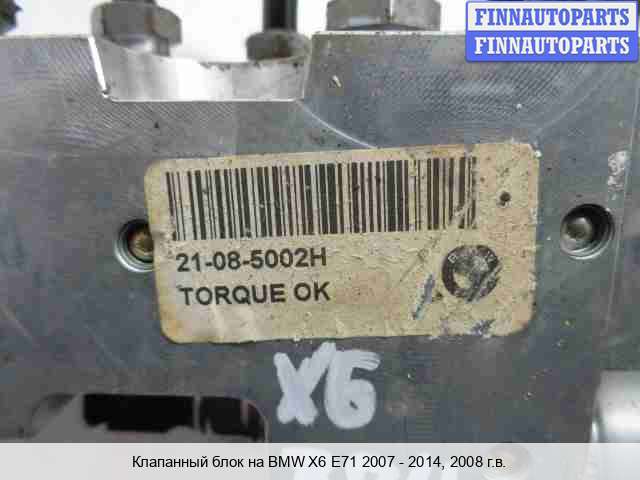 FINNAUTOPARTS
FINNAUTOPARTS
21-08-5002H
TORQUE OK
X6
Клапанный блок на BMW X6 E71 2007 - 2014, 2008 г.в.